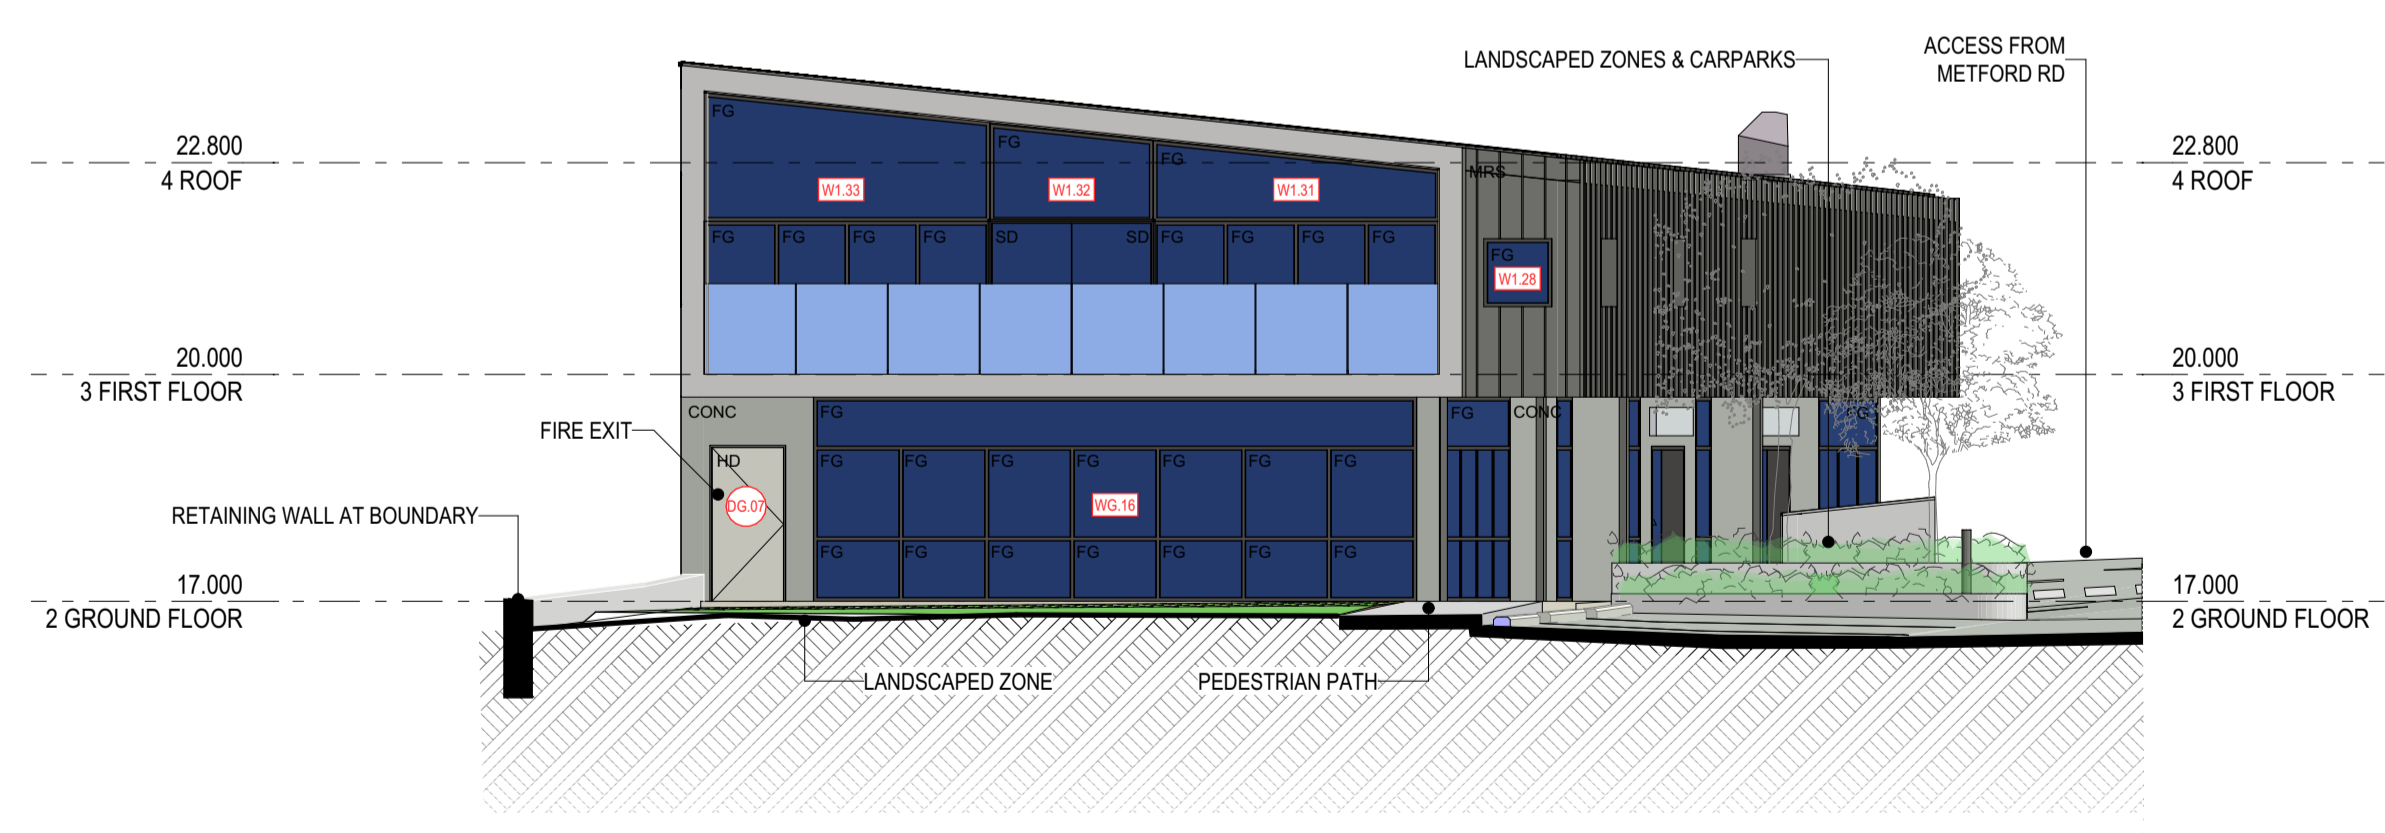 LANDSCAPED ZONES & CARPARKS
ACCESS FROM
METFORD RD
22.800
4 ROOF
22.800
4 ROOF
FG
FG
FG
MRS
W1.33
W1.32
W1.31
FG
FG
FG
FG
SD
SD
FG
FG
FG
FG
FG
W1.28
20.000
3 FIRST FLOOR
20.000
3 FIRST FLOOR
CONC
FG
FG
CONC
FG
FIRE EXIT
HD
DG.07
FG
FG
FG
FG
FG
FG
FG
WG.16
RETAINING WALL AT BOUNDARY
FG
FG
FG
FG
FG
FG
FG
17.000
2 GROUND FLOOR
17.000
2 GROUND FLOOR
LANDSCAPED ZONE
PEDESTRIAN PATH